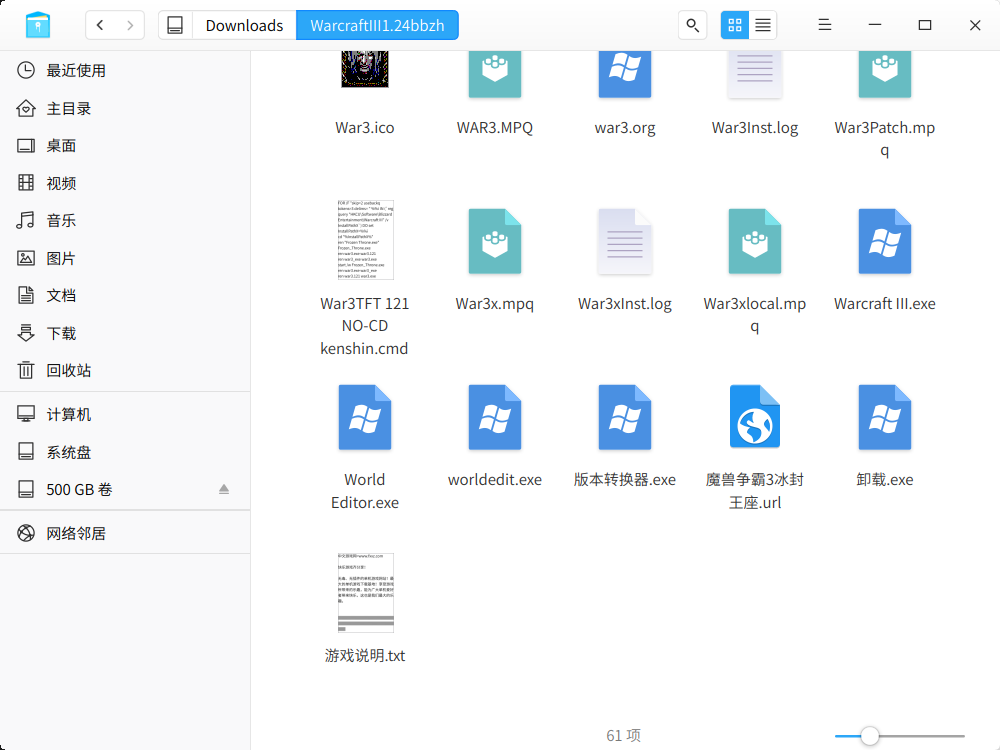 Downloads
WarcraftIII1.24bbzh
最近使用
主目录
桌面
视频
音乐
图片
文档
下载
回收站
计算机
系统盘
500 GB 卷
网络邻居
War3.ico
WAR3.MPQ
war3.org
War3Inst.log
War3Patch.mp
q
War3TFT 121
NO-CD
kenshin.cmd
War3x.mpq
War3xInst.log
War3xlocal.mp
q
Warcraft III.exe
World
Editor.exe
worldedit.exe
版本转换器.exe
魔兽争霸3冰封
王座.url
卸载.exe
游戏说明.txt
61 项